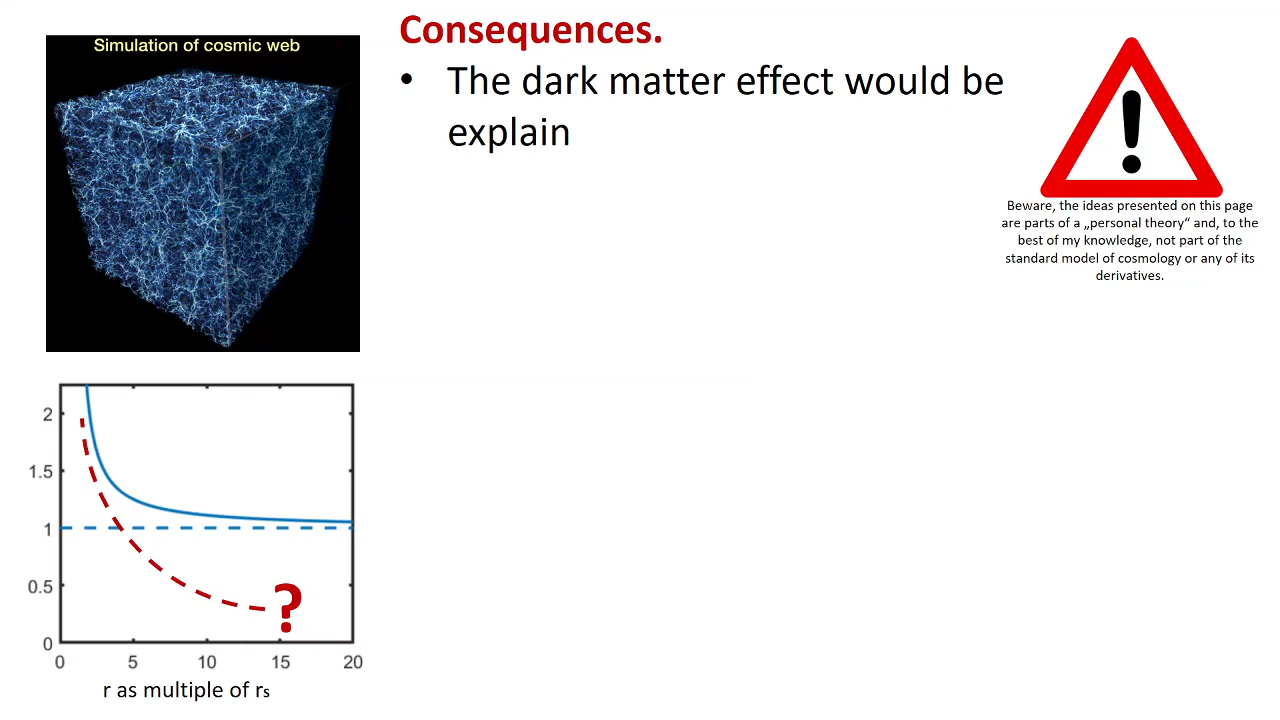 Simulation of cosmic web
Consequences.
• The dark matter effect would be
explain
!
Beware, the ideas presented on this page
are parts of a „personal theory“ and, to the
best of my knowledge, not part of the
standard model of cosmology or any of its
derivatives.
2
1.5
1
0.5
0
?
0 5 10 15 20
r as multiple of rs